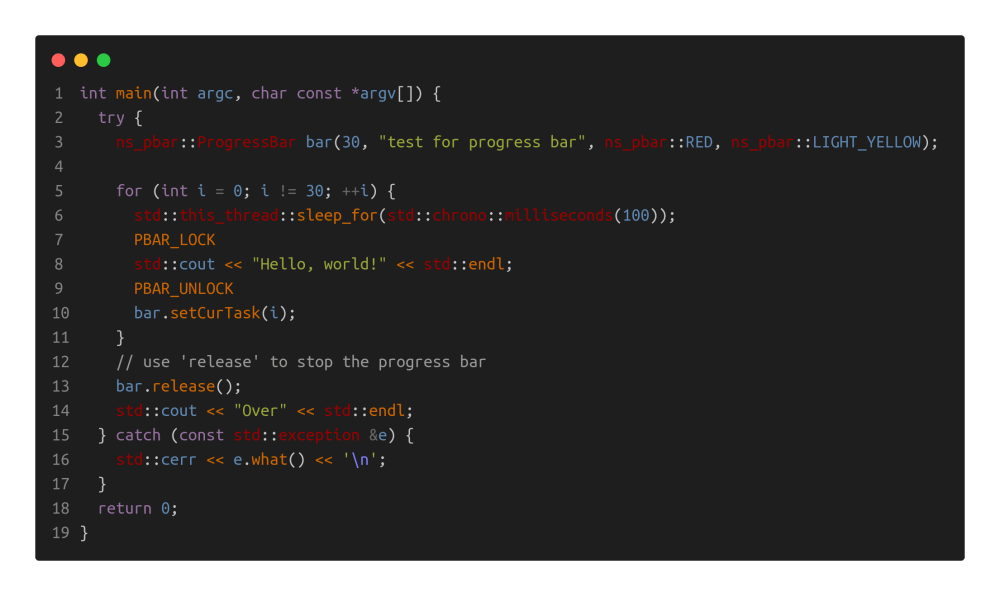 1 int main(int argc, char const *argv[]) {
2   try {
3     ns_pbar::ProgressBar bar(30, "test for progress bar", ns_pbar::RED, ns_pbar::LIGHT_YELLOW);
4
5     for (int i = 0; i != 30; ++i) {
6       std::this_thread::sleep_for(std::chrono::milliseconds(100));
7       PBAR_LOCK
8       std::cout << "Hello, world!" << std::endl;
9       PBAR_UNLOCK
10       bar.setCurTask(i);
11     }
12     // use 'release' to stop the progress bar
13     bar.release();
14     std::cout << "Over" << std::endl;
15   } catch (const std::exception &e) {
16     std::cerr << e.what() << '\n';
17   }
18   return 0;
19 }